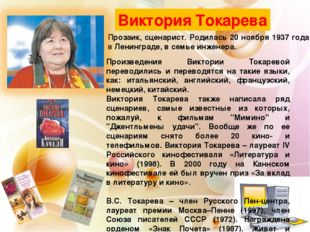 Виктория Токарева
Прозаик, сценарист. Родилась 20 ноября 1937 года
в Ленинграде, в семье инженера.
Произведения Виктории Токаревой
переводились и переводятся на такие языки,
как: итальянский, английский, французский,
немецкий, китайский.
Виктория Токарева также написала ряд
сценариев, самые известные из которых,
пожалуй, к фильмам "Мимино" и
"Джентльмены удачи". Вообще же по ее
сценариям снято более 20 кино- и
телефильмов. Виктория Токарева – лауреат IV
Российского кинофестиваля «Литература и
кино» (1998). В 2000 году на Каннском
кинофестивале ей был вручен приз «За вклад
в литературу и кино».
В.С. Токарева – член Русского Пен-центра,
лауреат премии Москва–Пенне (1997), член
Союза писателей СССР (1972). Награждена
орденом «Знак Почета» (1987). Живет и
Виктория
Токарева